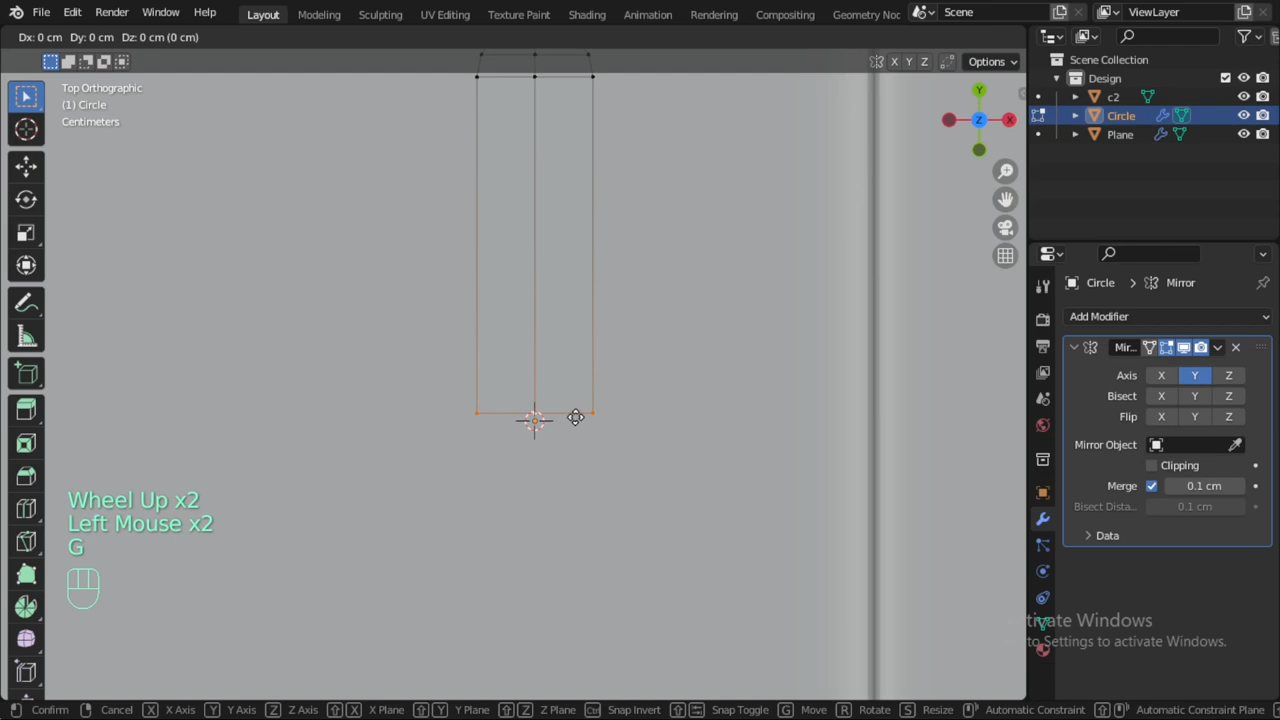 File Edit Render Window Help Layout Modeling Sculpting UV Editing Texture Paint Shading Animation Rendering Compositing Geometry Noc Scene ViewLayer
Dx: 0 cm Dy: 0 cm Dz: 0 cm (0 cm)
X Y Z Options
Top Orthographic
(1) Circle
Centimeters
Y
Z
X
Wheel Up x2
Left Mouse x2
G
Scene Collection
Design
c2
Circle
Plane
Circle > Mirror
Add Modifier
Mir...
Axis X Y Z
Bisect X Y Z
Flip X Y Z
Mirror Object
Clipping
Merge 0.1 cm
Bisect Dista... 0.1 cm
Data
tivate Windows
to Settings to activate Windows.
Confirm Cancel X X Axis Y Y Axis Z Z Axis X X Plane Y Y Plane Z Z Plane Ctrl Snap Invert Snap Toggle G Move R Rotate S Resize Automatic Constraint Automatic Constraint Plane